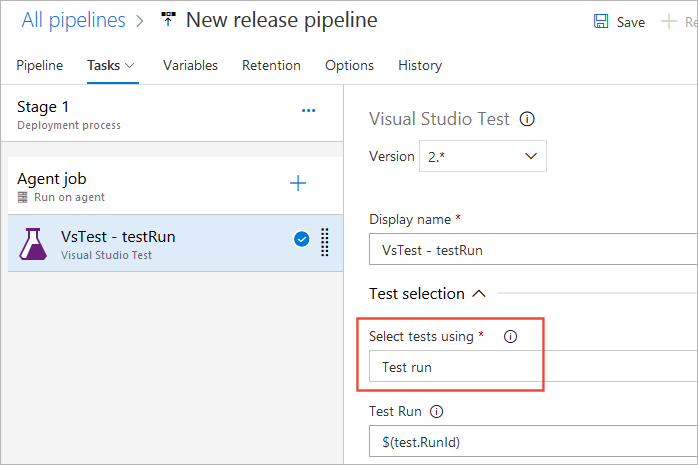 All pipelines > New release pipeline
Save
Re
Pipeline Tasks Variables Retention Options History
Stage 1
Deployment process
Agent job
Run on agent
VsTest - testRun
Visual Studio Test
Visual Studio Test
Version 2.*
Display name *
VsTest - testRun
Test selection
Select tests using *
Test run
Test Run
$(test.RunId)